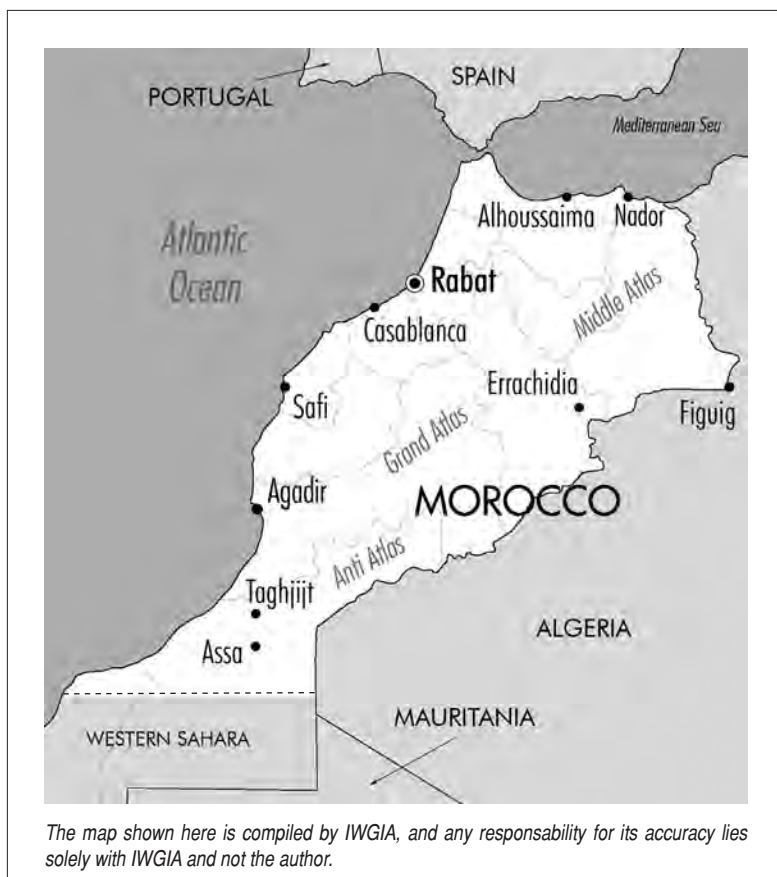 SPAIN
PORTUGAL
Mediterranean Sea
Alhoussaima
Nador
Atlantic
Ocean
Rabat
Middle Atlas
Casablanca
Errachidia
Safi
Figuig
Grand Atlas
Agadir
MOROCCO
Anti Atlas
Taghjijt
ALGERIA
Assa
MAURITANIA
WESTERN SAHARA
The map shown here is compiled by IWGIA, and any responsability for its accuracy lies
solely with IWGIA and not the author.